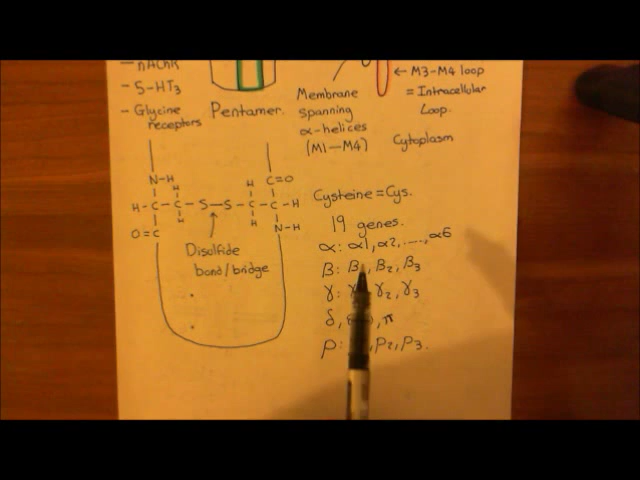 - nAChR
- 5-HT3
- Glycine
receptors
Pentamer.
Membrane
spanning
α-helices
(M1-M4)
← M3-M4 loop
= Intracellular
Loop.
Cytoplasm
N-H C=O
H H
H-C-C-S-S-C-C-H
H H
O=C N-H
Disulfide
bond/bridge
Cysteine = Cys.
19 genes.
α: α1, α2, ...., α6
β: β1, β2, β3
γ: γ2, γ3
δ, π
ρ: ρ2, ρ3.